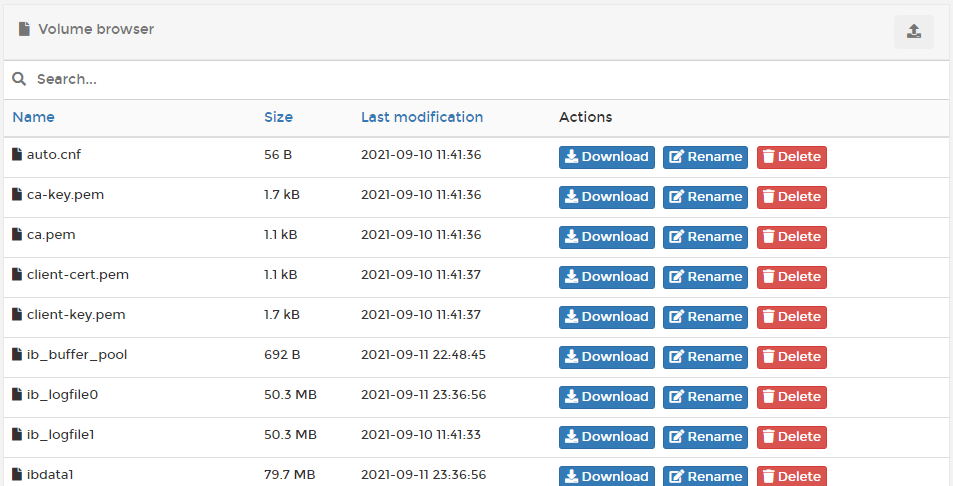 Volume browser
Search...
Name Size Last modification Actions
auto.cnf 56 B 2021-09-10 11:41:36 Download Rename Delete
ca-key.pem 1.7 kB 2021-09-10 11:41:36 Download Rename Delete
ca.pem 1.1 kB 2021-09-10 11:41:36 Download Rename Delete
client-cert.pem 1.1 kB 2021-09-10 11:41:37 Download Rename Delete
client-key.pem 1.7 kB 2021-09-10 11:41:37 Download Rename Delete
ib_buffer_pool 692 B 2021-09-11 22:48:45 Download Rename Delete
ib_logfile0 50.3 MB 2021-09-11 23:36:56 Download Rename Delete
ib_logfile1 50.3 MB 2021-09-10 11:41:33 Download Rename Delete
ibdata1 79.7 MB 2021-09-11 23:36:56 Download Rename Delete